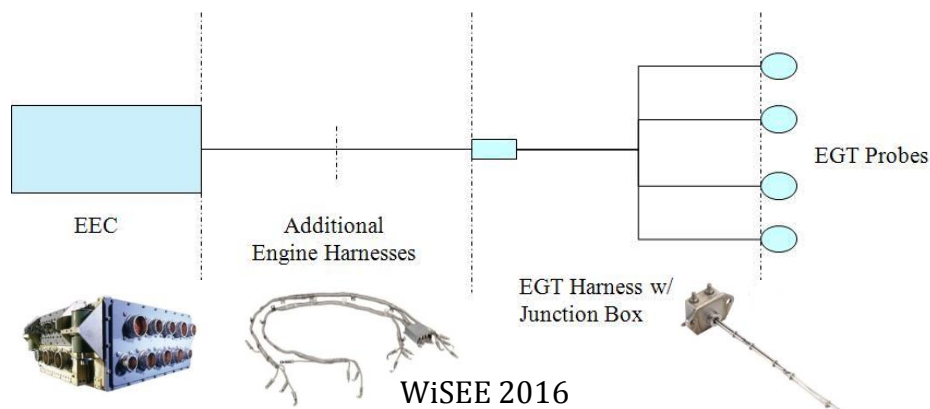 EGT Probes
EEC
Additional
Engine Harnesses
EGT Harness w/
Junction Box
WiSEE 2016